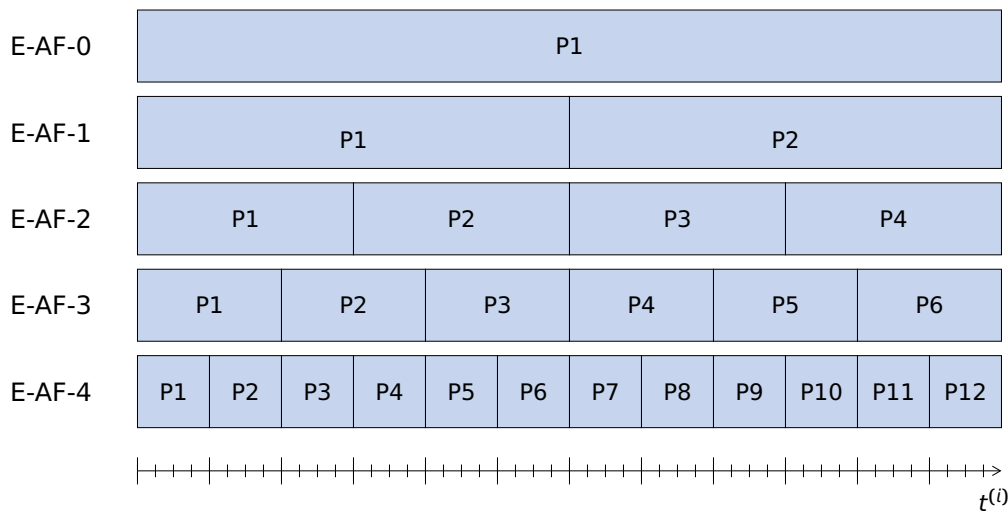 E-AF-0 P1
E-AF-1 P1 P2
E-AF-2 P1 P2 P3 P4
E-AF-3 P1 P2 P3 P4 P5 P6
E-AF-4 P1 P2 P3 P4 P5 P6 P7 P8 P9 P10 P11 P12
t⁽ⁱ⁾